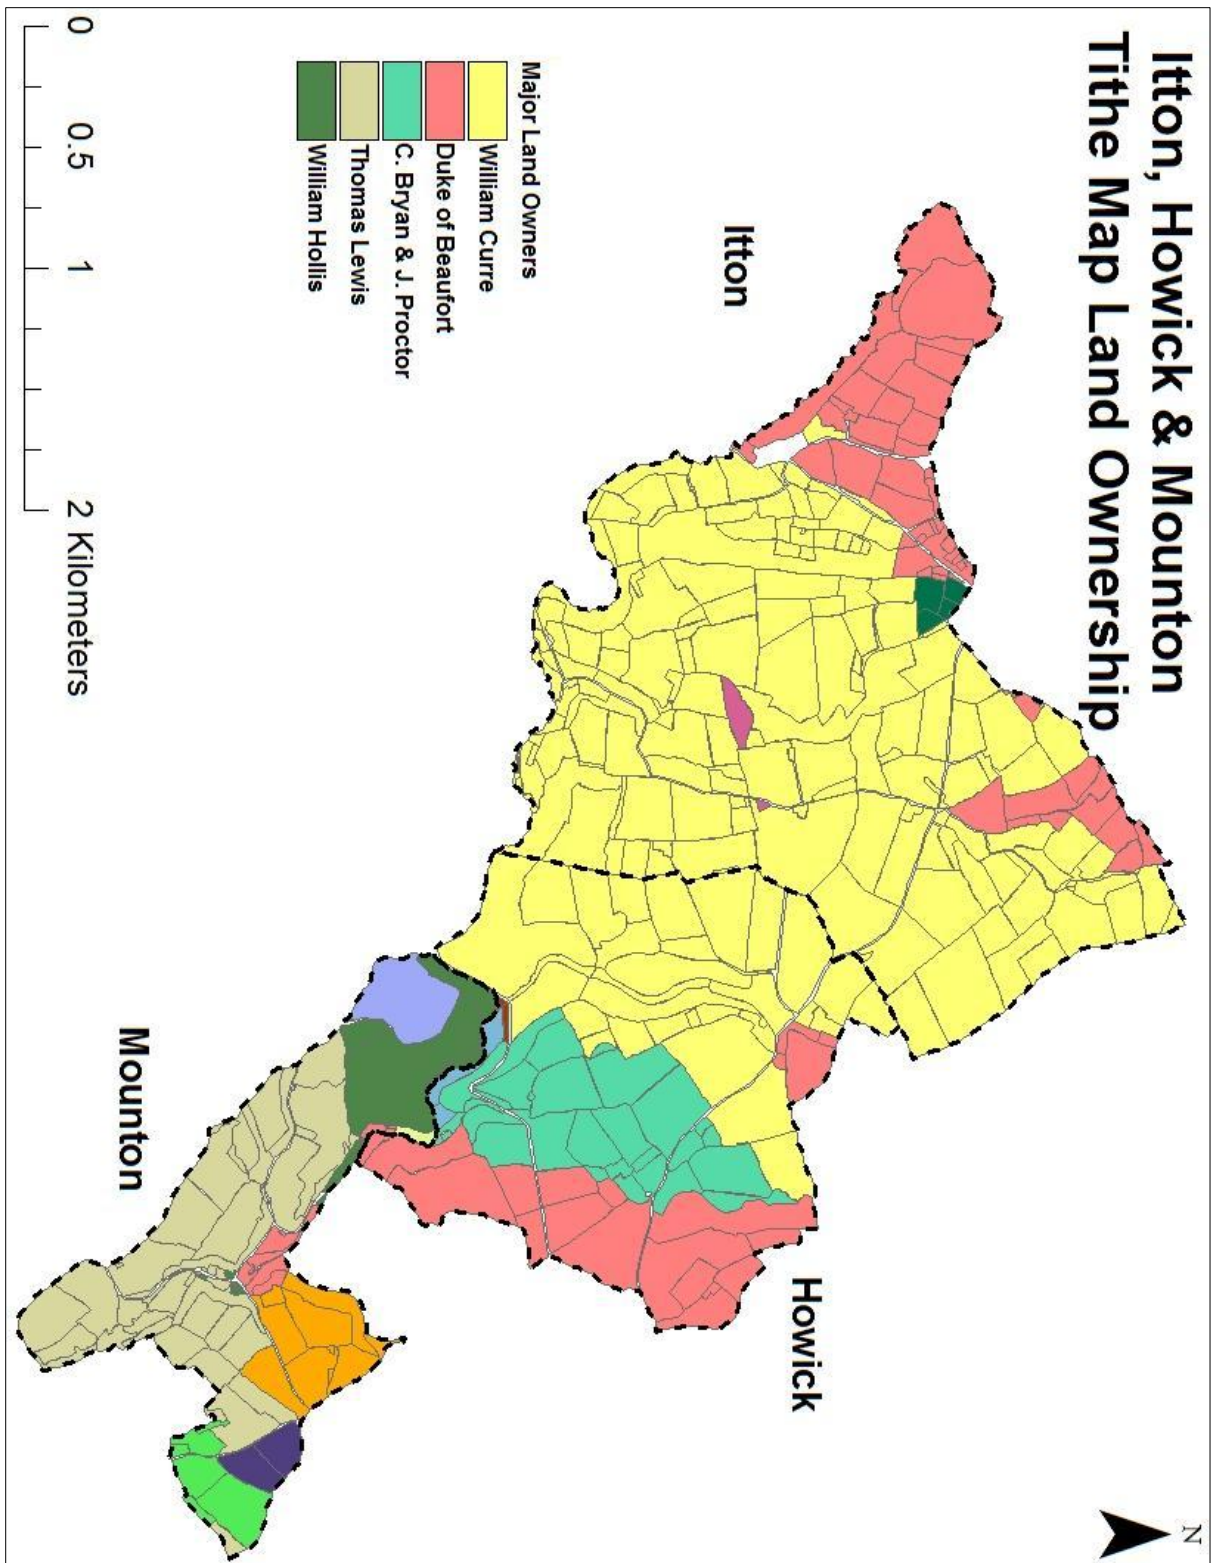 Itton, Howick & Mounton
Tithe Map Land Ownership
N
Itton
Howick
Mounton
Major Land Owners
William Curre
Duke of Beaufort
C. Bryan & J. Proctor
Thomas Lewis
William Hollis
0 0.5 1 2 Kilometers